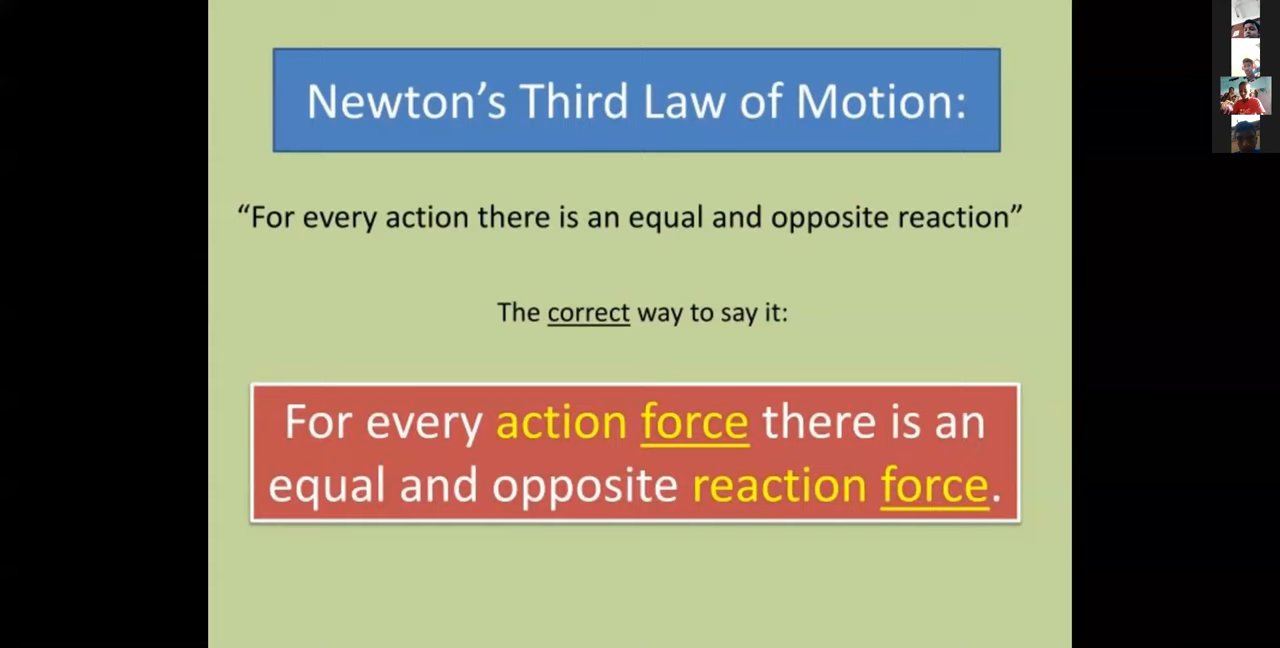 Newton’s Third Law of Motion:
“For every action there is an equal and opposite reaction”
The correct way to say it:
For every action force there is an
equal and opposite reaction force.